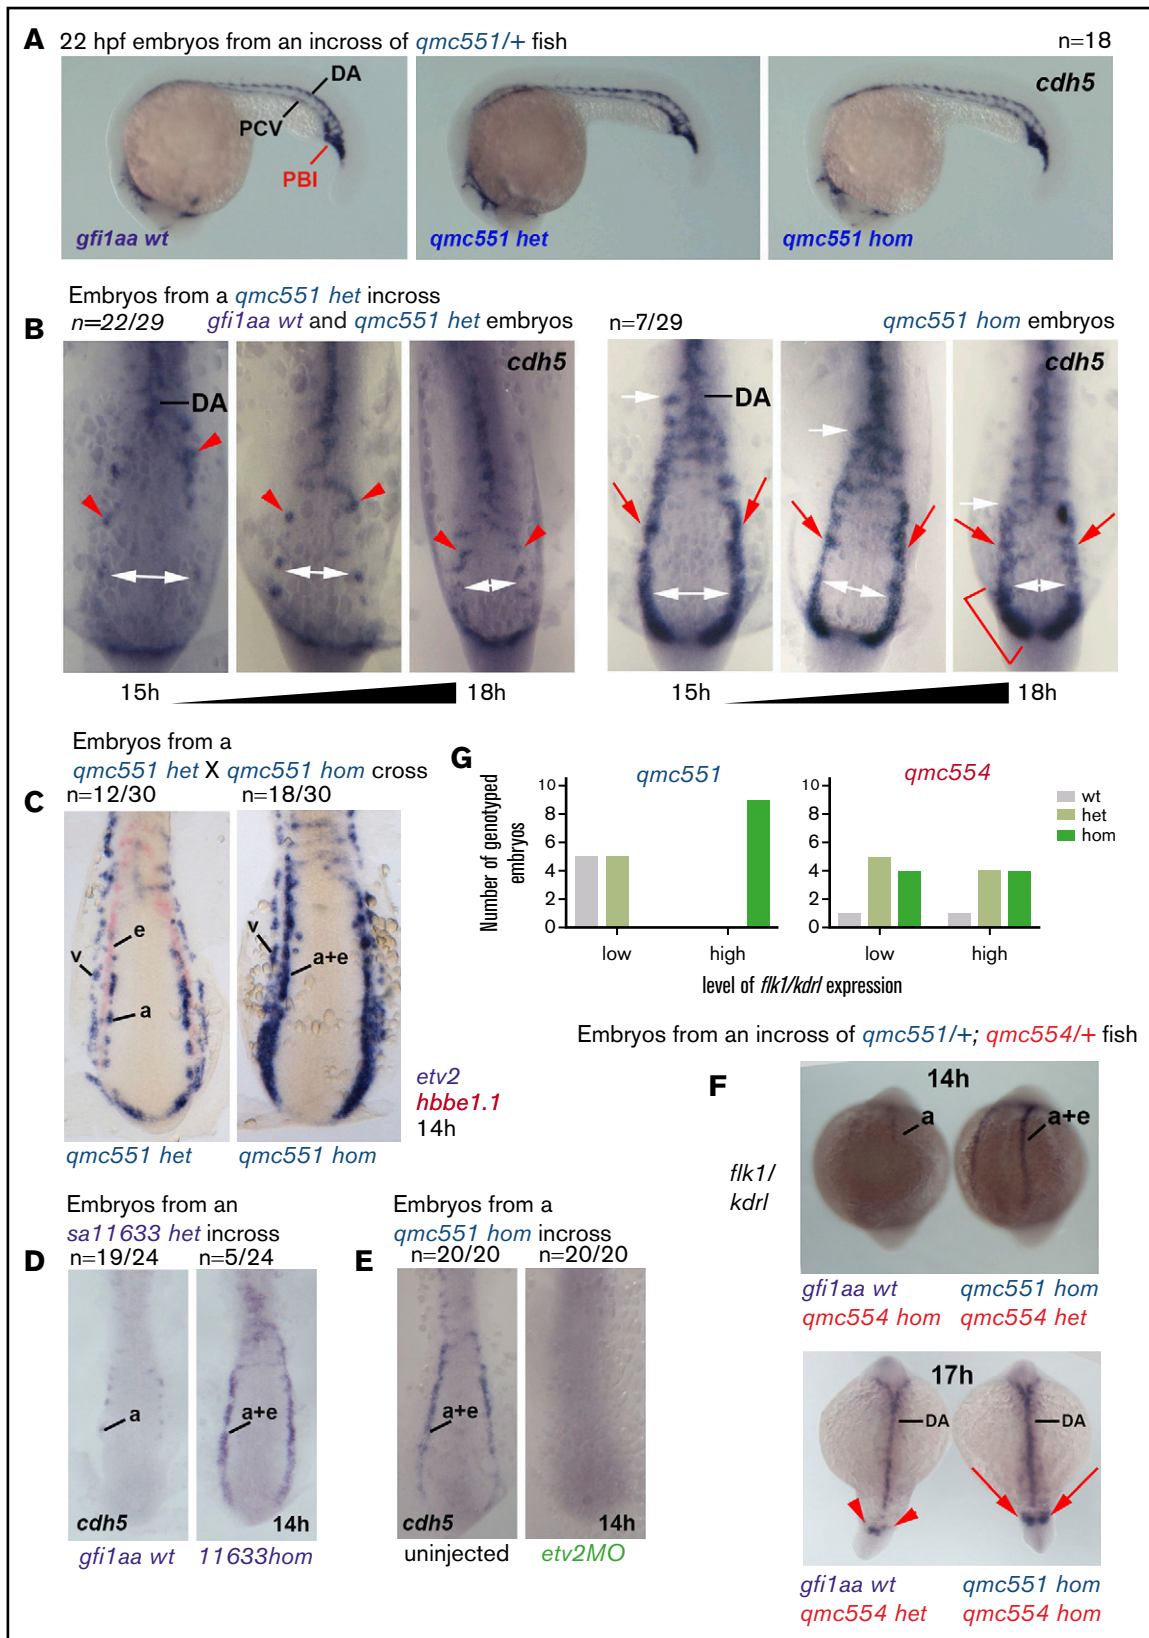 A 22 hpf embryos from an incross of qmc551/+ fish n=18
DA
PCV
PBI
cdh5
gfi1aa wt
qmc551 het
qmc551 hom
Embryos from a qmc551 het incross
B n=22/29 gfi1aa wt and qmc551 het embryos n=7/29 qmc551 hom embryos
cdh5
cdh5
DA
DA
15h 18h 15h 18h
Embryos from a
qmc551 het X qmc551 hom cross
C n=12/30 n=18/30
v
e
a
v
a+e
etv2
hbbe1.1
14h
qmc551 het qmc551 hom
G
qmc551
qmc554
Number of genotyped
embryos
10
8
6
4
2
0
10
8
6
4
2
0
wt
het
hom
low high low high
level of flk1/kdrl expression
Embryos from an incross of qmc551/+; qmc554/+ fish
F
14h
a
a+e
flk1/
kdrl
gfi1aa wt qmc551 hom
qmc554 hom qmc554 het
17h
DA
DA
gfi1aa wt qmc551 hom
qmc554 het qmc554 hom
Embryos from an
sa11633 het incross
D n=19/24 n=5/24
a
a+e
cdh5
14h
gfi1aa wt 11633hom
Embryos from a
qmc551 hom incross
E n=20/20 n=20/20
a+e
cdh5
14h
uninjected etv2MO